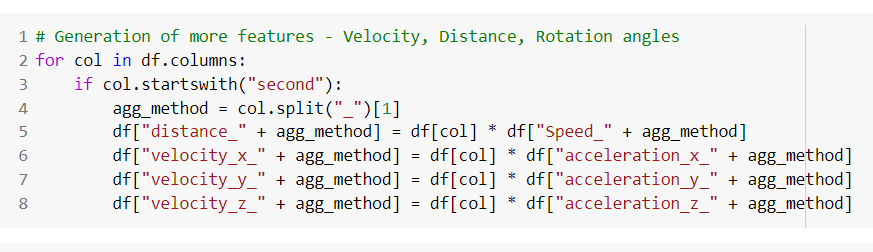 1 # Generation of more features - Velocity, Distance, Rotation angles
2 for col in df.columns:
3     if col.startswith("second"):
4         agg_method = col.split("_")[1]
5         df["distance_" + agg_method] = df[col] * df["Speed_" + agg_method]
6         df["velocity_x_" + agg_method] = df[col] * df["acceleration_x_" + agg_method]
7         df["velocity_y_" + agg_method] = df[col] * df["acceleration_y_" + agg_method]
8         df["velocity_z_" + agg_method] = df[col] * df["acceleration_z_" + agg_method]